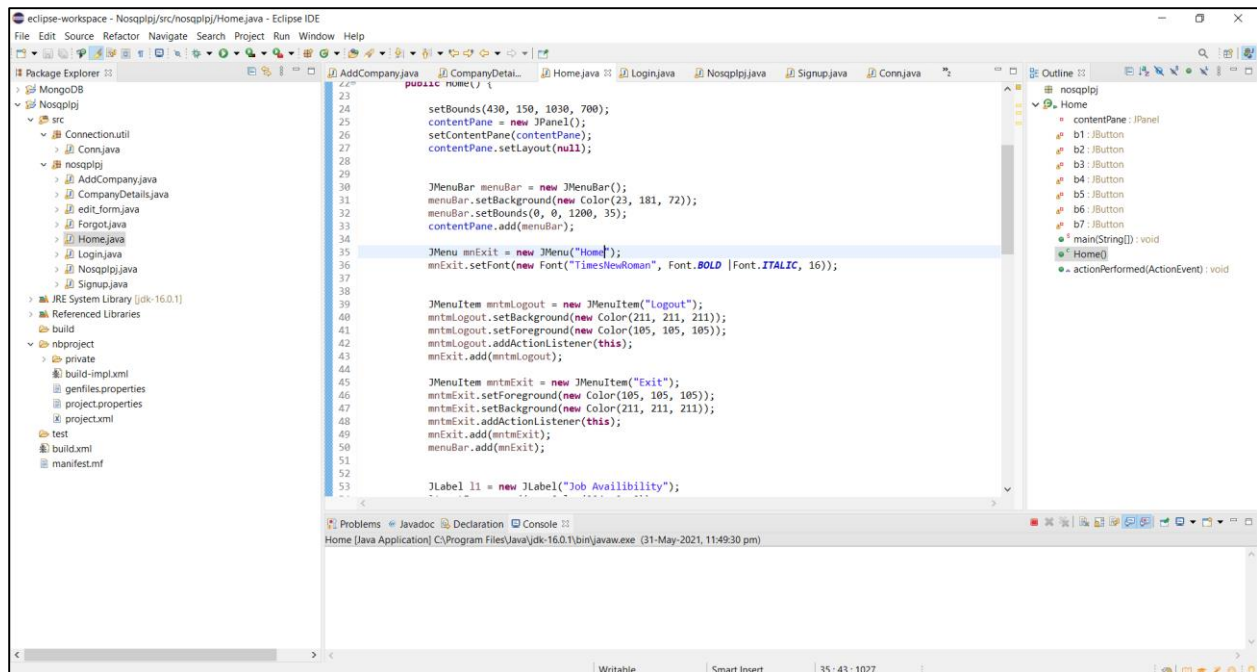 eclipse-workspace - Nosqplpj/src/nosqplpj/Home.java - Eclipse IDE
File Edit Source Refactor Navigate Search Project Run Window Help
Package Explorer
MongoDB
Nosqplpj
src
Connection.util
Conn.java
nosqplpj
AddCompany.java
CompanyDetails.java
edit_form.java
Forgot.java
Home.java
Login.java
Nosqplpj.java
Signup.java
JRE System Library [jdk-16.0.1]
Referenced Libraries
build
nbproject
private
build-impl.xml
genfiles.properties
project.properties
project.xml
test
build.xml
manifest.mf
AddCompany.java CompanyDetai... Home.java Login.java Nosqplpj.java Signup.java Conn.java
22 public Home() {
23
24 setBounds(430, 150, 1030, 700);
25 contentPane = new JPanel();
26 setContentPane(contentPane);
27 contentPane.setLayout(null);
28
29
30 JMenuBar menuBar = new JMenuBar();
31 menuBar.setBackground(new Color(23, 181, 72));
32 menuBar.setBounds(0, 0, 1200, 35);
33 contentPane.add(menuBar);
34
35 JMenu mnExit = new JMenu("Home");
36 mnExit.setFont(new Font("TimesNewRoman", Font.BOLD |Font.ITALIC, 16));
37
38
39 JMenuItem mntmLogout = new JMenuItem("Logout");
40 mntmLogout.setBackground(new Color(211, 211, 211));
41 mntmLogout.setForeground(new Color(105, 105, 105));
42 mntmLogout.addActionListener(this);
43 mnExit.add(mntmLogout);
44
45 JMenuItem mntmExit = new JMenuItem("Exit");
46 mntmExit.setForeground(new Color(105, 105, 105));
47 mntmExit.setBackground(new Color(211, 211, 211));
48 mntmExit.addActionListener(this);
49 mnExit.add(mntmExit);
50 menuBar.add(mnExit);
51
52
53 JLabel l1 = new JLabel("Job Availibility");
Outline
nosqplpj
Home
contentPane : JPanel
b1 : JButton
b2 : JButton
b3 : JButton
b4 : JButton
b5 : JButton
b6 : JButton
b7 : JButton
main(String[]) : void
Home()
actionPerformed(ActionEvent) : void
Problems Javadoc Declaration Console
Home [Java Application] C:\Program Files\Java\jdk-16.0.1\bin\javaw.exe (31-May-2021, 11:49:30 pm)
Writable Smart Insert 35 : 43 : 1027